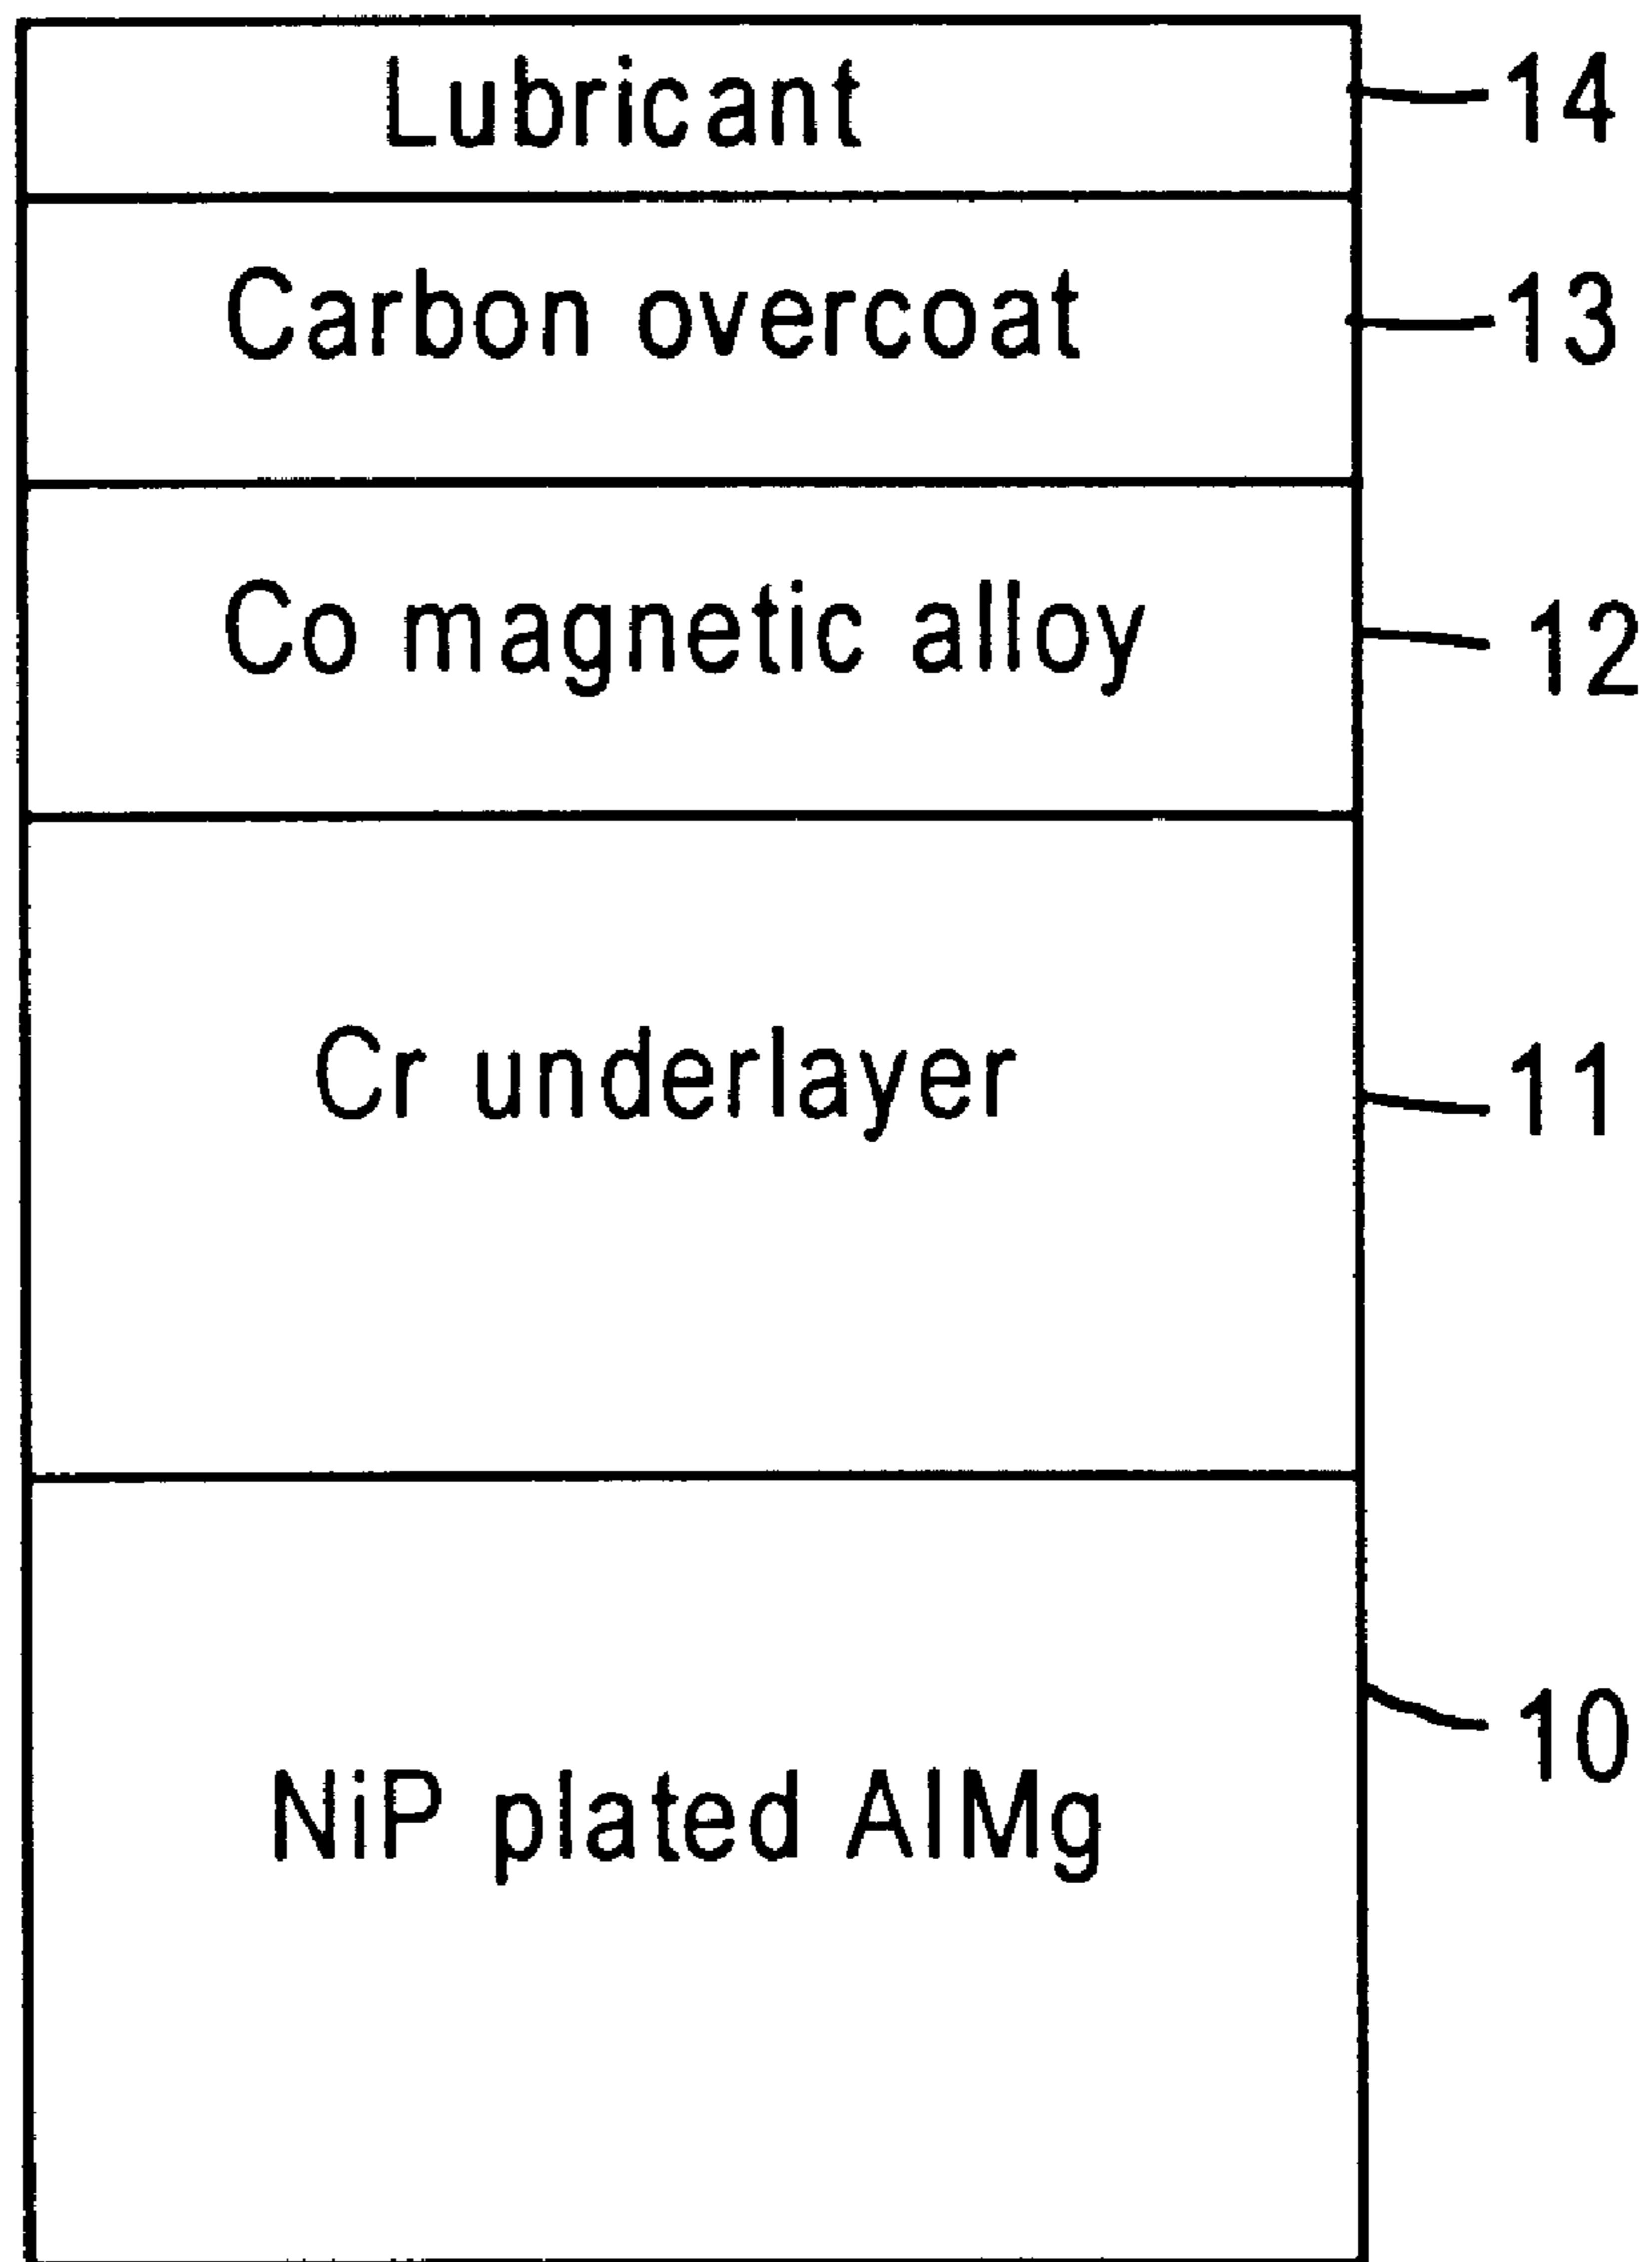 Lubricant 14
Carbon overcoat 13
Co magnetic alloy 12
Cr underlayer 11
10
NiP plated AlMg